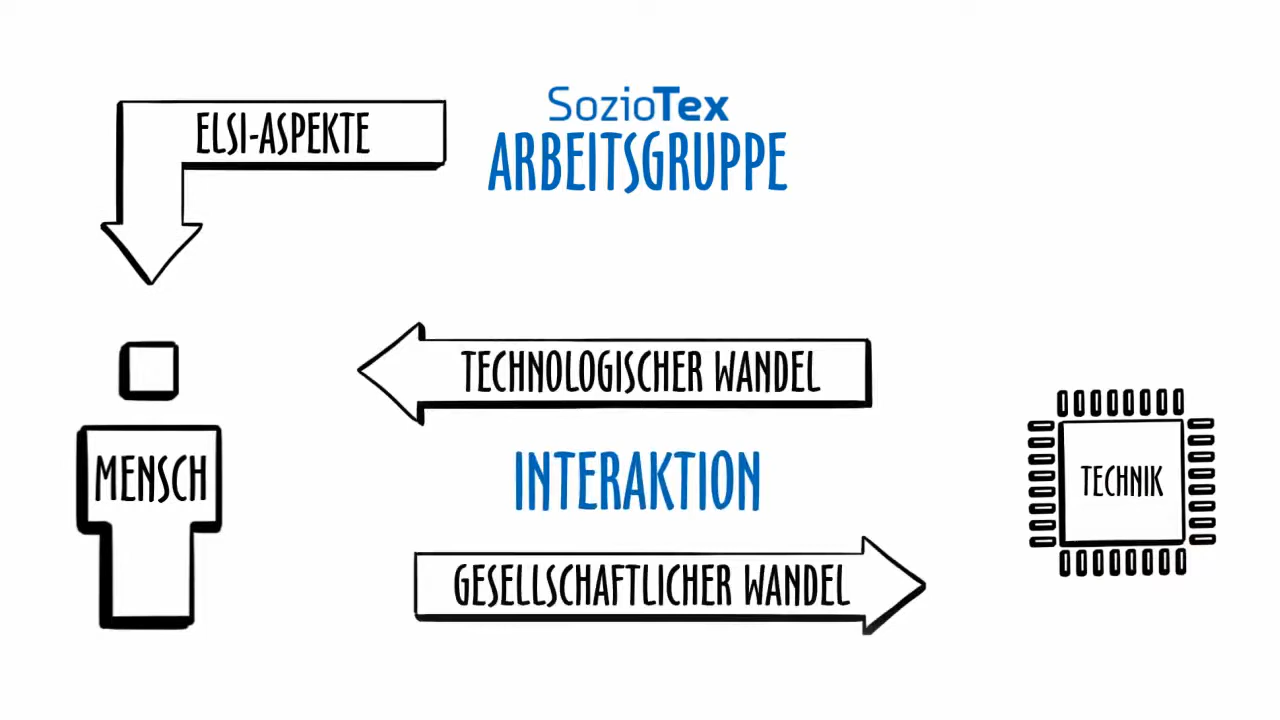 SozioTex
ARBEITSGRUPPE
ELSI-ASPEKTE
TECHNOLOGISCHER WANDEL
MENSCH
INTERAKTION
TECHNIK
GESELLSCHAFTLICHER WANDEL